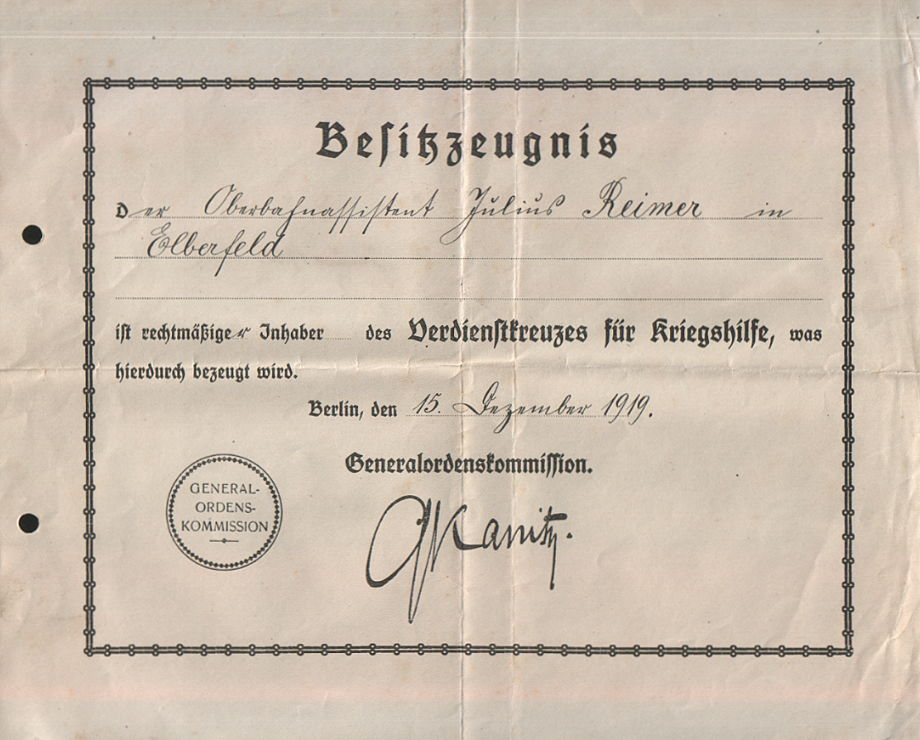 Besitzzeugnis
Der Oberbahnassistent Julius Reimer in
Elberfeld
ist rechtmäßiger Inhaber des Verdienstkreuzes für Kriegshilfe, was
hierdurch bezeugt wird.
Berlin, den 15. Dezember 1919.
Generalordenskommission.
GENERAL-
ORDENS-
KOMMISSION
GKanitz.